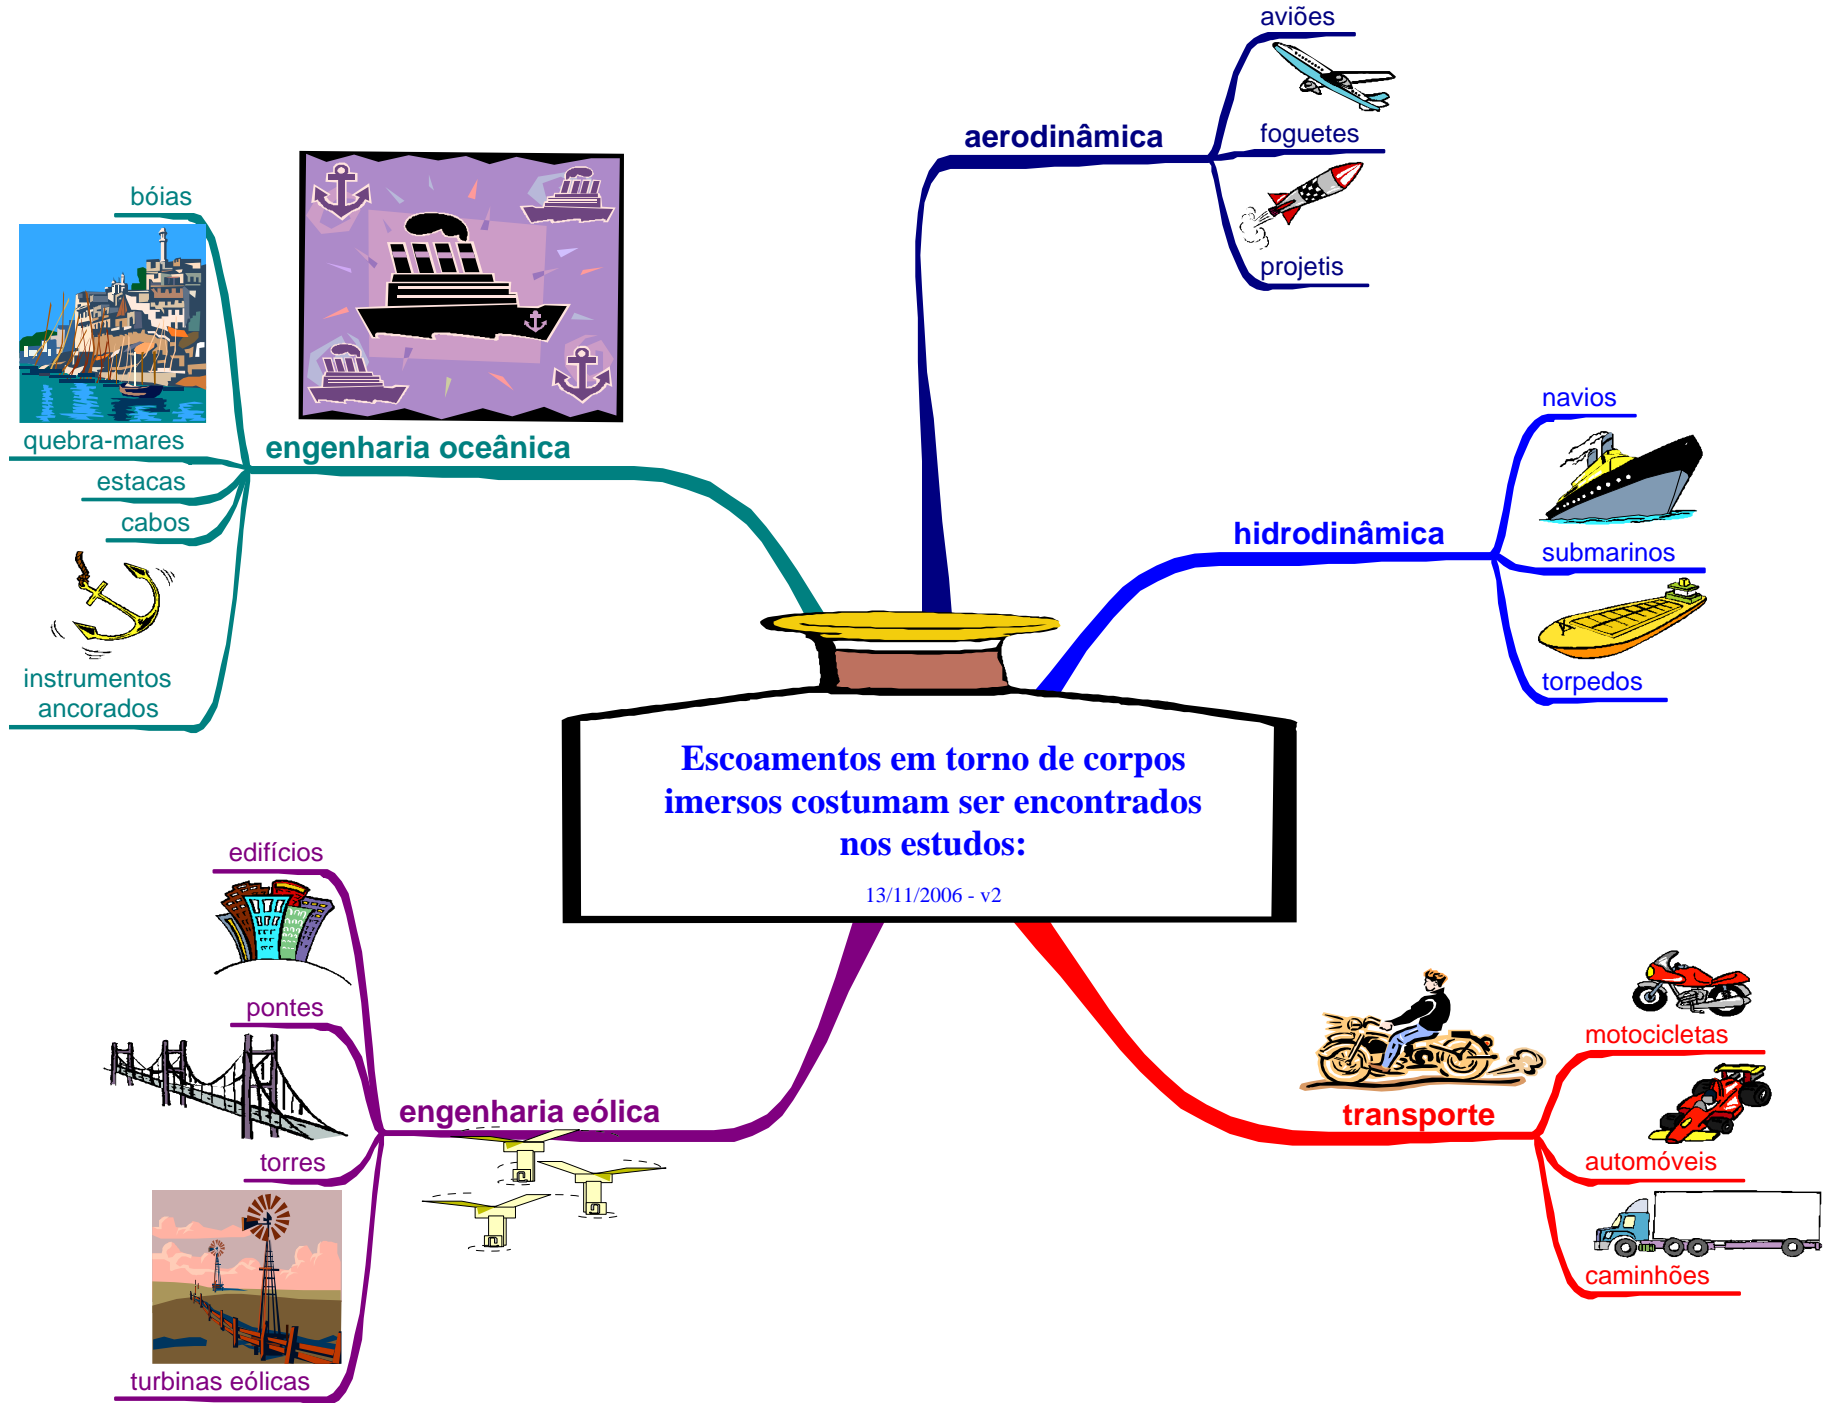 Escoamentos em torno de corpos
imersos costumam ser encontrados
nos estudos:
13/11/2006 - v2
aerodinâmica
aviões
foguetes
projetis
hidrodinâmica
navios
submarinos
torpedos
transporte
motocicletas
automóveis
caminhões
engenharia eólica
edifícios
pontes
torres
turbinas eólicas
engenharia oceânica
bóias
quebra-mares
estacas
cabos
instrumentos
ancorados